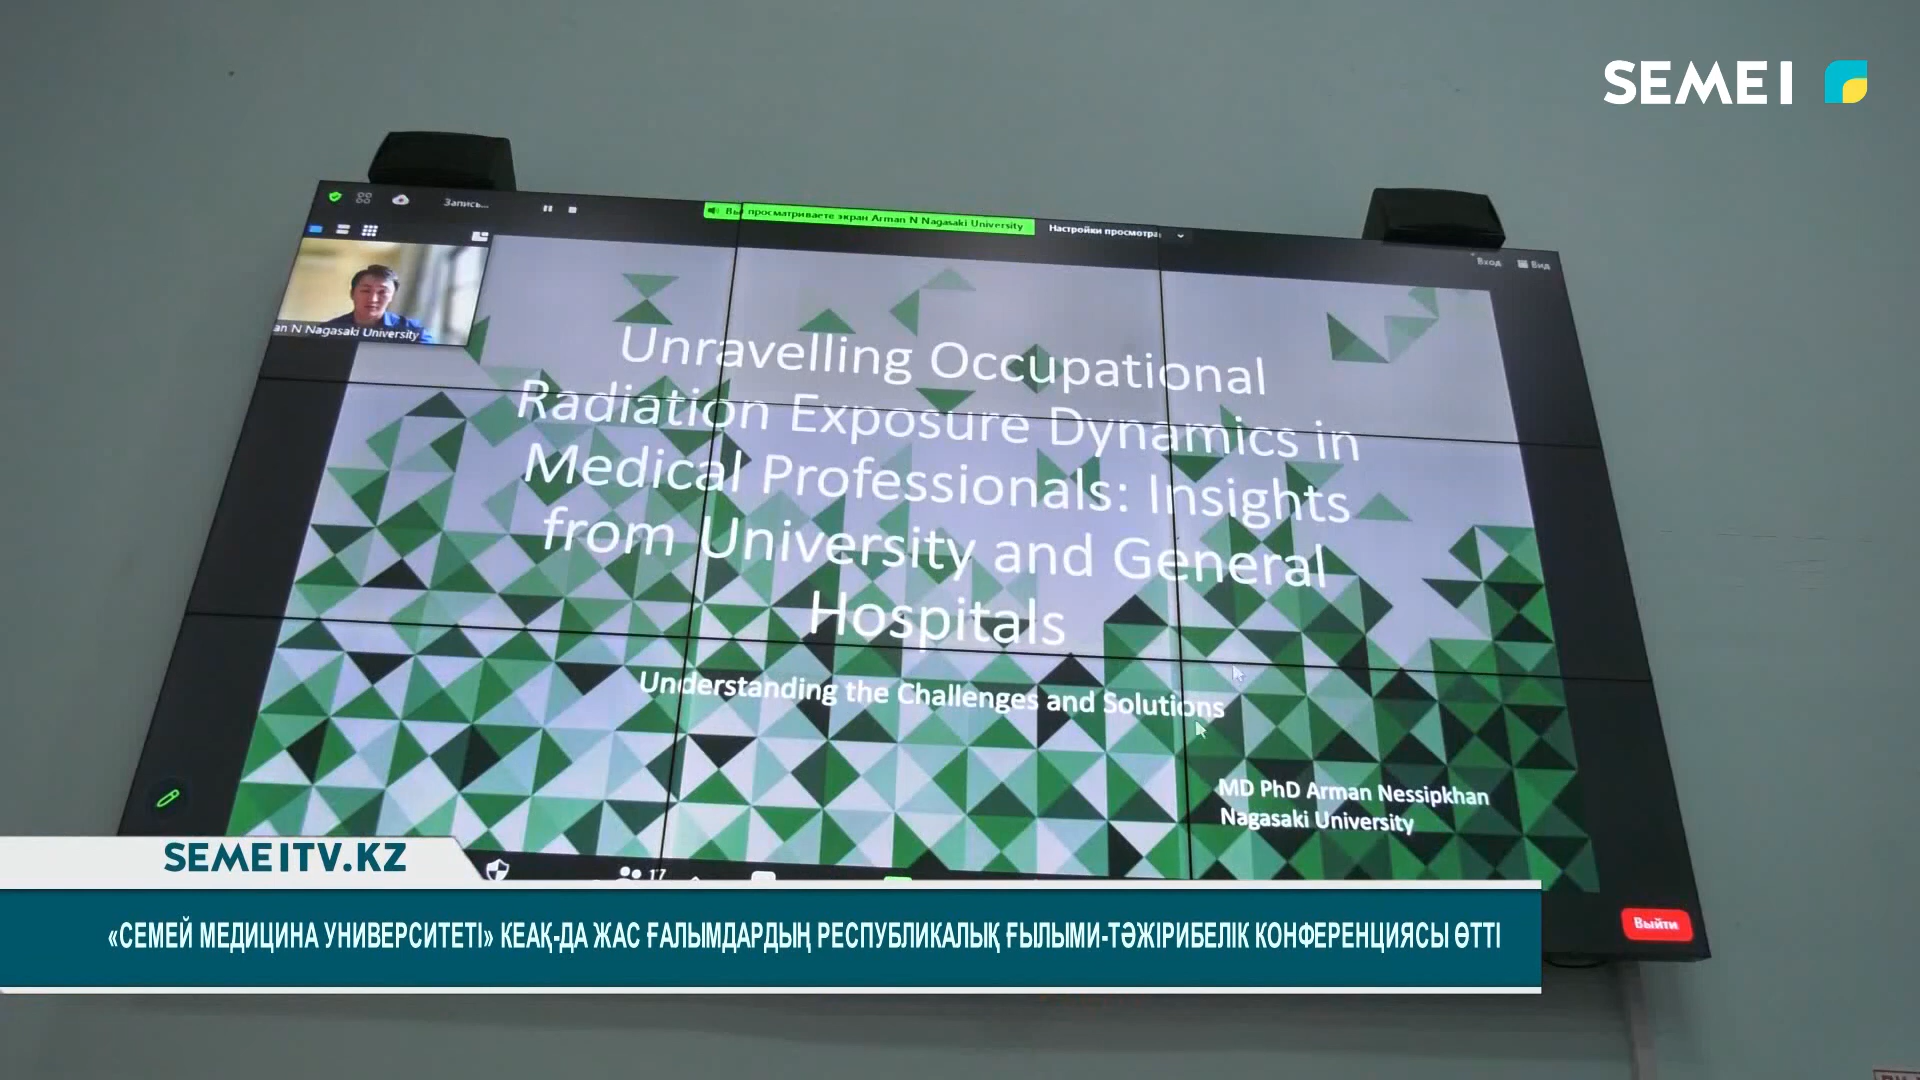 SEMEI
Запись...
Вы просматриваете экран Arman N Nagasaki University
Настройки просмотра
Вход
Вид
an N Nagasaki University
Unravelling Occupational
Radiation Exposure Dynamics in
Medical Professionals: Insights
from University and General
Hospitals
Understanding the Challenges and Solutions
MD PhD Arman Nessipkhan
Nagasaki University
17
SEMEITV.KZ
«СЕМЕЙ МЕДИЦИНА УНИВЕРСИТЕТІ» КЕАҚ-ДА ЖАС ҒАЛЫМДАРДЫҢ РЕСПУБЛИКАЛЫҚ ҒЫЛЫМИ-ТӘЖІРИБЕЛІК КОНФЕРЕНЦИЯСЫ ӨТТІ
Выйти